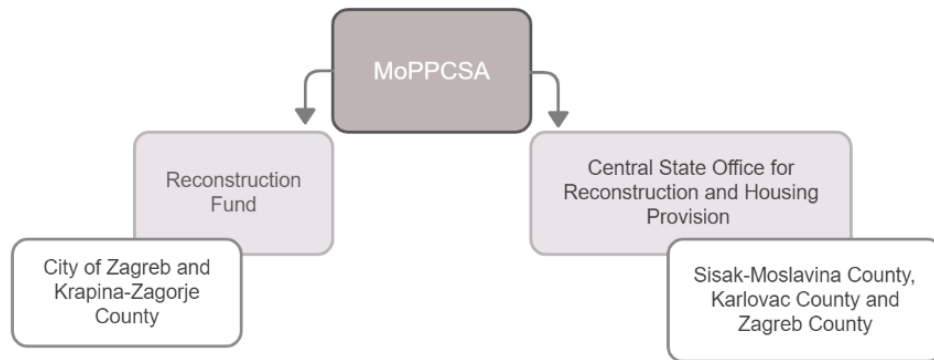 MoPPCSA
Reconstruction
Fund
Central State Office for
Reconstruction and Housing
Provision
City of Zagreb and
Krapina-Zagorje
County
Sisak-Moslavina County,
Karlovac County and
Zagreb County